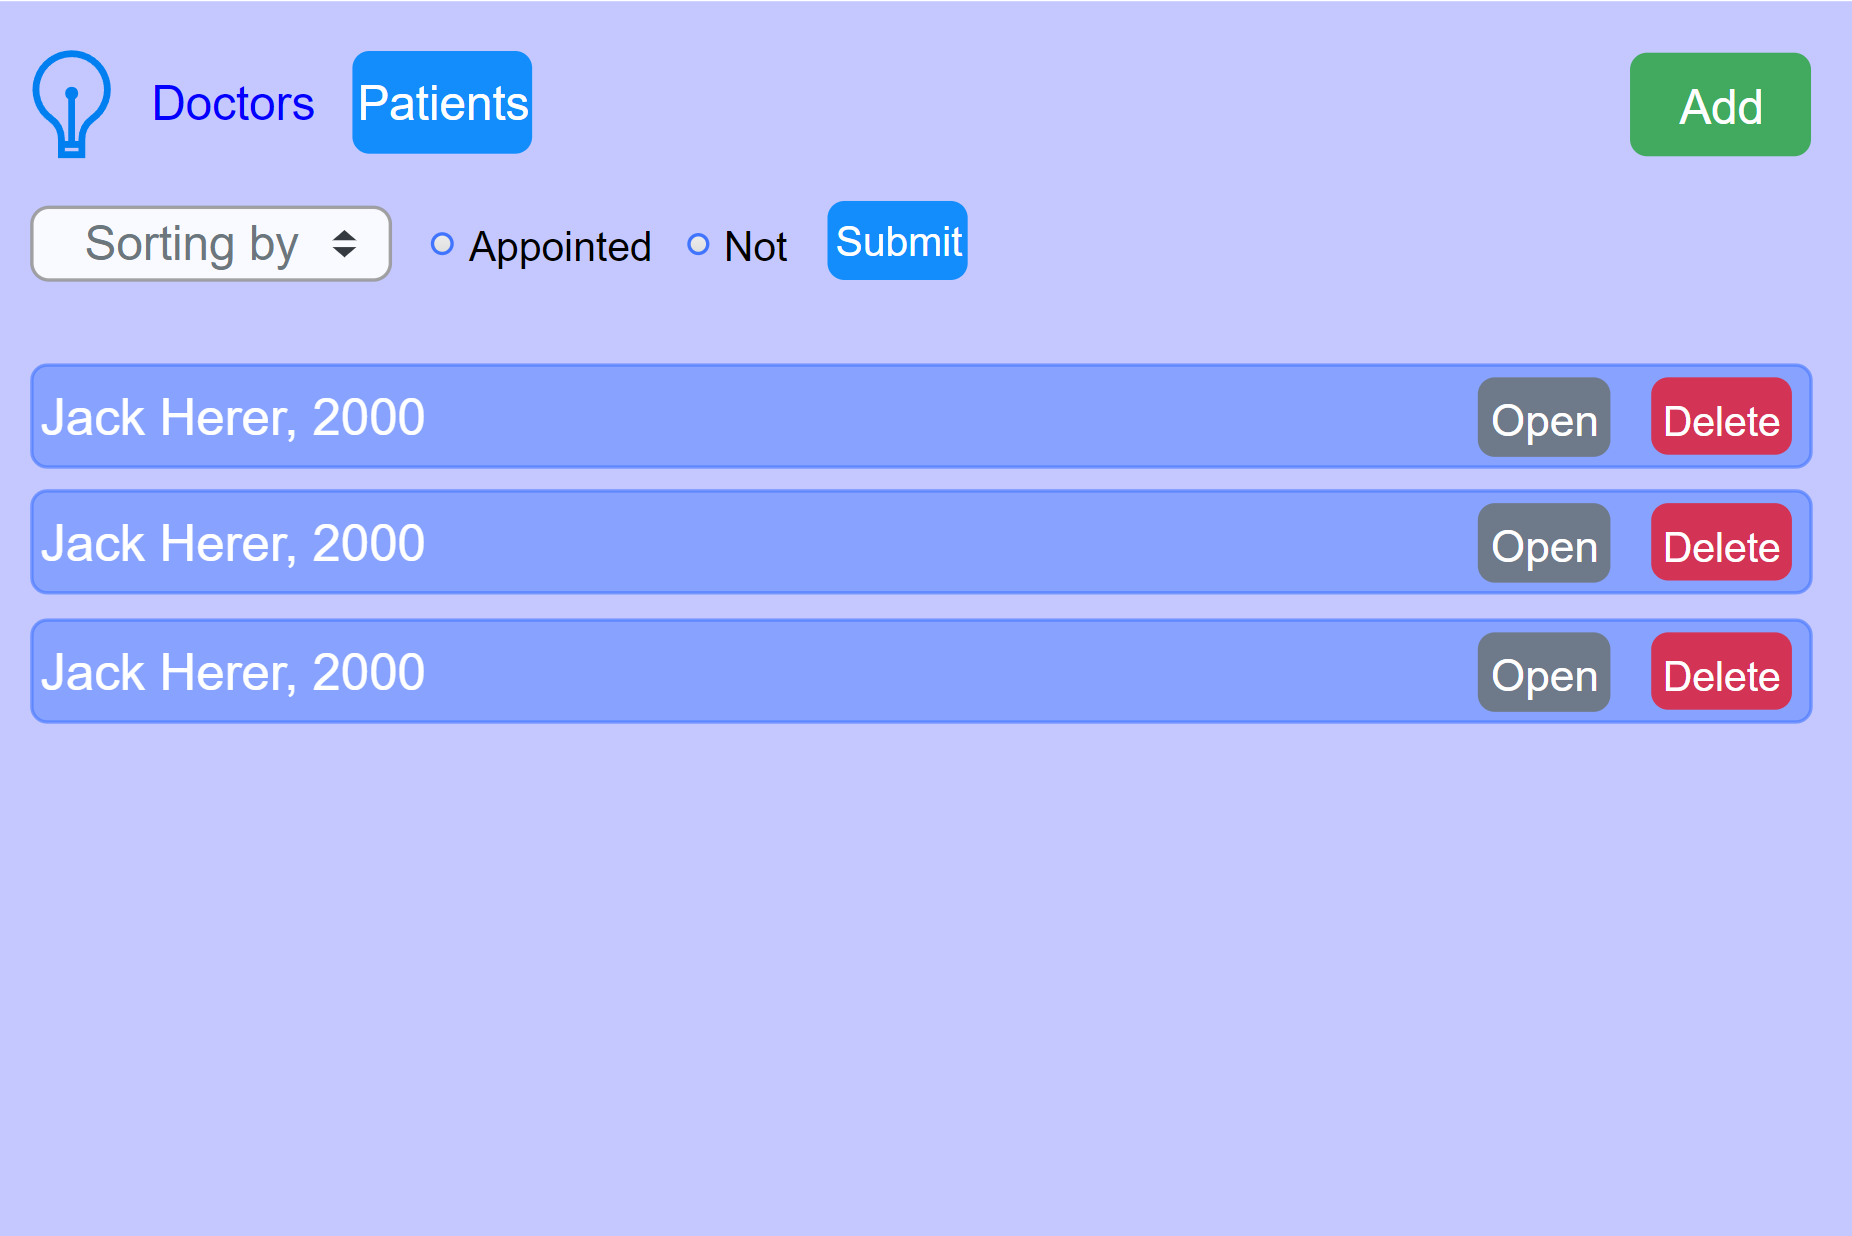 Doctors Patients Add
Sorting by Appointed Not Submit
Jack Herer, 2000 Open Delete
Jack Herer, 2000 Open Delete
Jack Herer, 2000 Open Delete